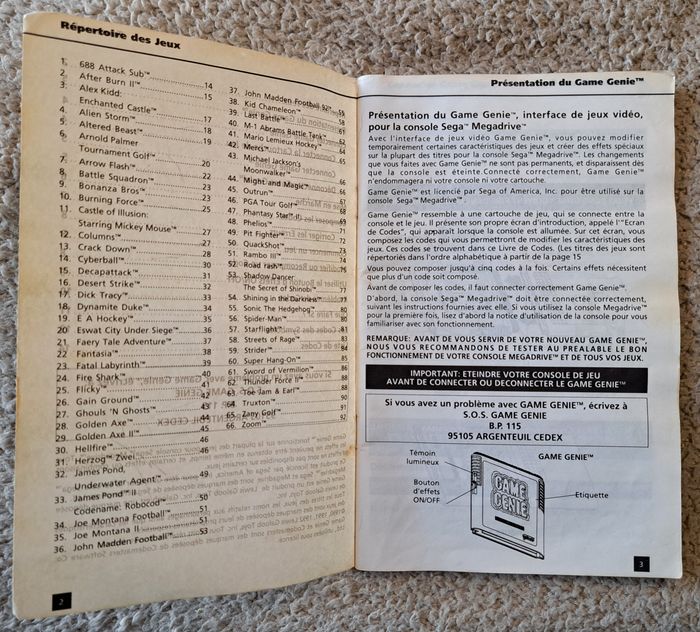 Répertoire des Jeux
1. 688 Attack Sub™ 14
2. After Burn II™ 15
3. Alex Kidd:
Enchanted Castle™ 17
4. Alien Storm™ 18
5. Altered Beast™ 19
6. Arnold Palmer
Tournament Golf™ 20
7. Arrow Flash™ 22
8. Battle Squadron™ 23
9. Bonanza Bros™ 23
10. Burning Force™ 25
11. Castle of Illusion:
Starring Mickey Mouse™ 27
12. Columns™ 27
13. Crack Down™ 28
14. Cyberball™ 30
15. Decapattack™ 31
16. Desert Strike™ 32
17. Dick Tracy™ 33
18. Dynamite Duke™ 34
19. E A Hockey™ 35
20. Eswat City Under Siege™ 36
21. Faery Tale Adventure™ 37
22. Fantasia™ 38
23. Fatal Labyrinth™ 39
24. Fire Shark™ 40
25. Flicky™ 41
26. Gain Ground™ 42
27. Ghouls 'N Ghosts™ 43
28. Golden Axe™ 44
29. Golden Axe II™ 45
30. Hellfire™ 46
31. Herzog Zwei™ 46
32. James Pond,
Underwater Agent™ 49
33. James Pond™ II
Codename: Robocod™ 50
34. Joe Montana Football™ 51
35. Joe Montana II™ 51
36. John Madden Football™ 53
37. John Madden Football 92™ 55
38. Kid Chameleon™ 58
39. Last Battle™ 61
40. M-1 Abrams Battle Tank™ 62
41. Mario Lemieux Hockey™ 64
42. Mercs™ 65
43. Michael Jackson's
Moonwalker™ 66
44. Might and Magic™ 66
45. Outrun™ 67
46. PGA Tour Golf™ 68
47. Phantasy Star III™ 69
48. Phelios™ 71
49. Pit Fighter™ 72
50. QuackShot™ 73
51. Rambo III™ 74
52. Road rash™ 75
53. Shadow Dancer:
The Secret of Shinobi™ 77
54. Shining in the Darkness™ 77
55. Sonic The Hedgehog™ 80
56. Spider-Man™
57. Starflight™
58. Streets of Rage™
59. Strider™ 84
60. Super Hang-On™ 85
61. Sword of Vermilion™ 86
62. Thunder Force II™ 87
63. Toe Jam & Earl™ 88
64. Truxton™ 90
65. Zany Golf™ 91
66. Zoom™ 92
2
Présentation du Game Genie™
Présentation du Game Genie™, interface de jeux vidéo,
pour la console Sega™ Megadrive™
Avec l'interface de jeux vidéo Game Genie™, vous pouvez modifier
temporairement certaines caractéristiques des jeux et créer des effets spéciaux
sur la plupart des titres pour la console Sega™ Megadrive™. Les changements
que vous faites avec Game Genie™ ne sont pas permanents, et disparaissent dès
que la console est éteinte. Connecté correctement, Game Genie™
n'endommagera ni votre console ni votre cartouche.
Game Genie™ est licencié par Sega of America, Inc. pour être utilisé sur la
console Sega™ Megadrive™.
Game Genie™ ressemble à une cartouche de jeu, qui se connecte entre la
console et le jeu. Il présente son propre écran d'introduction, appelé l'"Ecran
de Codes", qui apparaît lorsque la console est allumée. Sur cet écran, vous
composez les codes qui vous permettront de modifier les caractéristiques des
jeux. Ces codes se trouvent dans ce Livre de Codes. (Les titres des jeux sont
répertoriés dans l'ordre alphabétique à partir de la page 15
Vous pouvez composer jusqu'à cinq codes à la fois. Certains effets nécessitent
que plus d'un code soit composé.
Avant de composer les codes, il faut connecter correctement Game Genie™.
D'abord, la console Sega™ Megadrive™ doit être connectée correctement,
suivant les instructions fournies avec elle. Si vous utilisez la console Megadrive™
pour la première fois, lisez d'abord la notice d'utilisation de la console pour vous
familiariser avec son fonctionnement.
REMARQUE: AVANT DE VOUS SERVIR DE VOTRE NOUVEAU GAME GENIE™,
NOUS VOUS RECOMMANDONS DE TESTER AU PREALABLE LE BON
FONCTIONNEMENT DE VOTRE CONSOLE MEGADRIVE™ ET DE TOUS VOS JEUX.
IMPORTANT: ETEINDRE VOTRE CONSOLE DE JEU
AVANT DE CONNECTER OU DECONNECTER LE GAME GENIE™
Si vous avez un problème avec GAME GENIE™, écrivez à
S.O.S. GAME GENIE
B.P. 115
95105 ARGENTEUIL CEDEX
Témoin
lumineux
GAME GENIE™
Bouton
d'effets
ON/OFF
GAME
GENIE
Etiquette
3